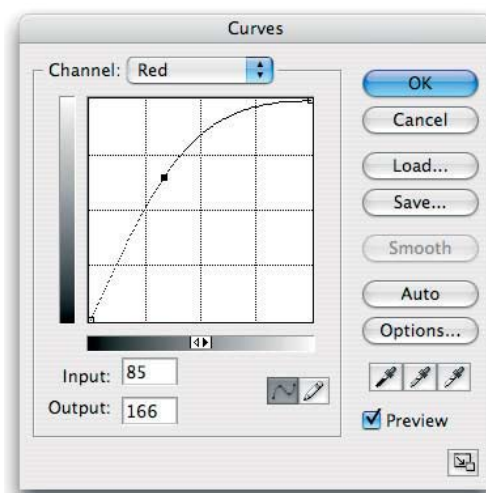 Curves
Channel: Red
OK
Cancel
Load...
Save...
Smooth
Auto
Options...
Input: 85
Output: 166
Preview